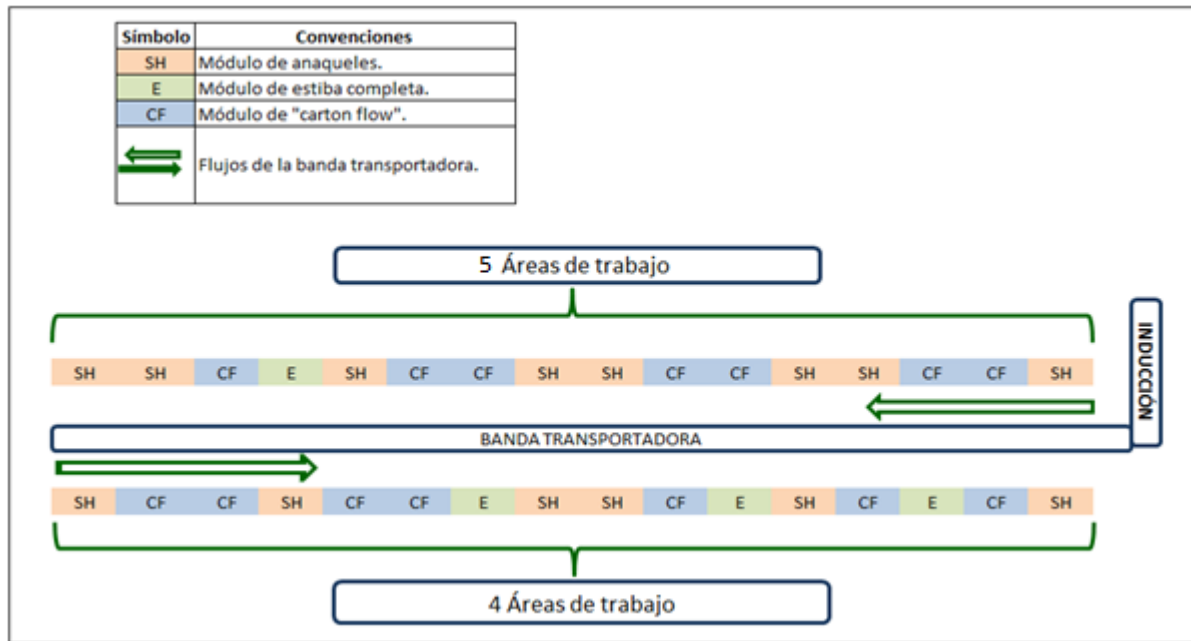 Símbolo Convenciones
SH Módulo de anaqueles.
E Módulo de estiba completa.
CF Módulo de "carton flow".
Flujos de la banda transportadora.
5 Áreas de trabajo
INDUCCIÓN
SH SH CF E SH CF CF SH SH CF CF SH SH CF CF SH
BANDA TRANSPORTADORA
SH CF CF SH CF CF E SH SH CF E SH CF E CF SH
4 Áreas de trabajo